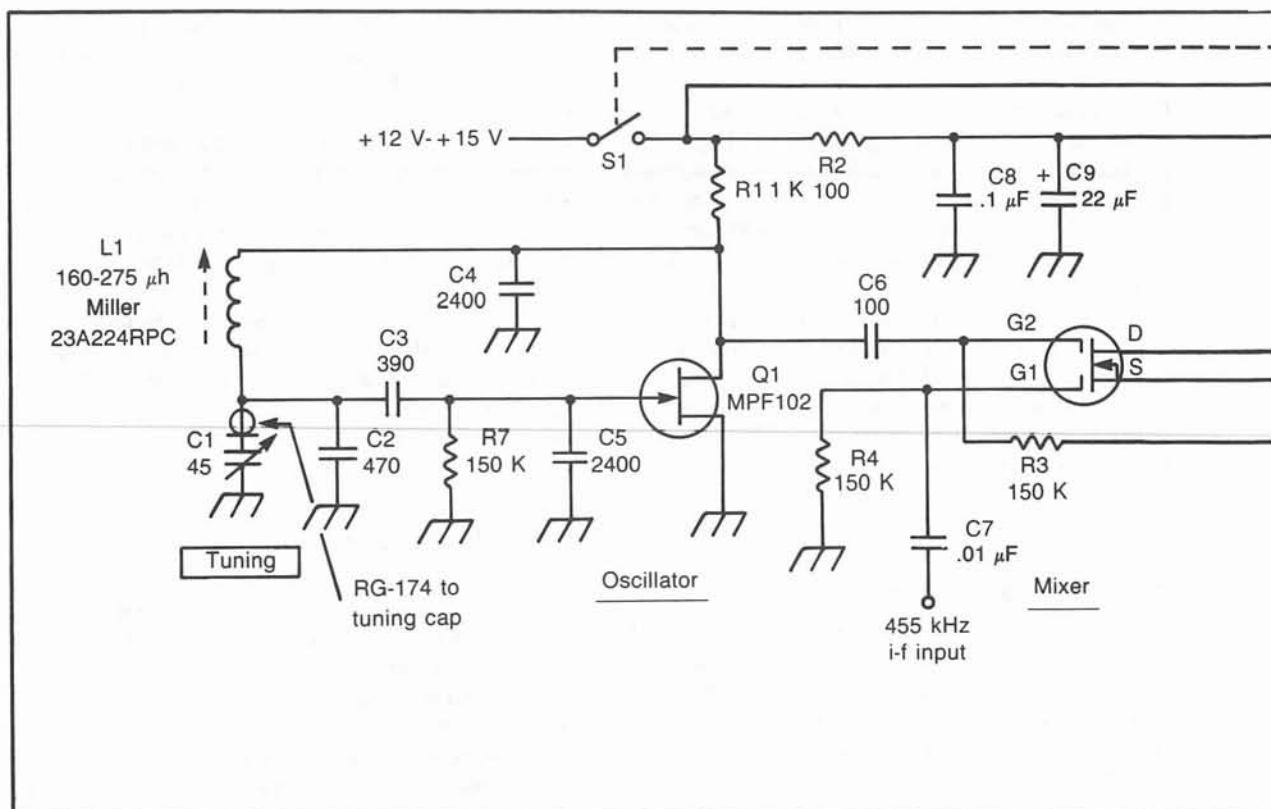 +12 V-+15 V
S1
R1 1 K
R2
100
C8
.1 µF
+
C9
22 µF
L1
160-275 µh
Miller
23A224RPC
C4
2400
C3
390
C6
100
G2
D
G1
S
Q1
MPF102
C1
45
C2
470
R7
150 K
C5
2400
R4
150 K
R3
150 K
C7
.01 µF
Tuning
RG-174 to
tuning cap
Oscillator
Mixer
455 kHz
i-f input